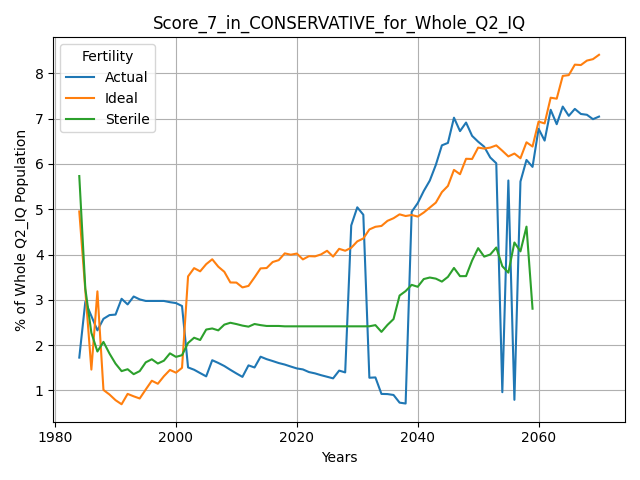 Score_7_in_CONSERVATIVE_for_Whole_Q2_IQ
Fertility
Actual
Ideal
Sterile
% of Whole Q2_IQ Population
8
7
6
5
4
3
2
1
1980
2000
2020
2040
2060
Years